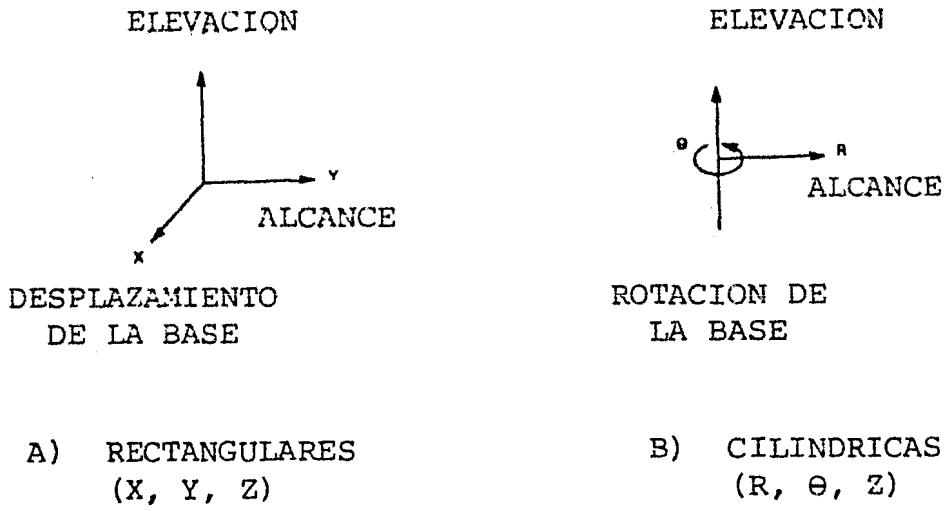 ELEVACION
Y
ALCANCE
X
DESPLAZAMIENTO
DE LA BASE
A) RECTANGULARES
(X, Y, Z)
ELEVACION
θ
R
ALCANCE
ROTACION DE
LA BASE
B) CILINDRICAS
(R, θ, Z)